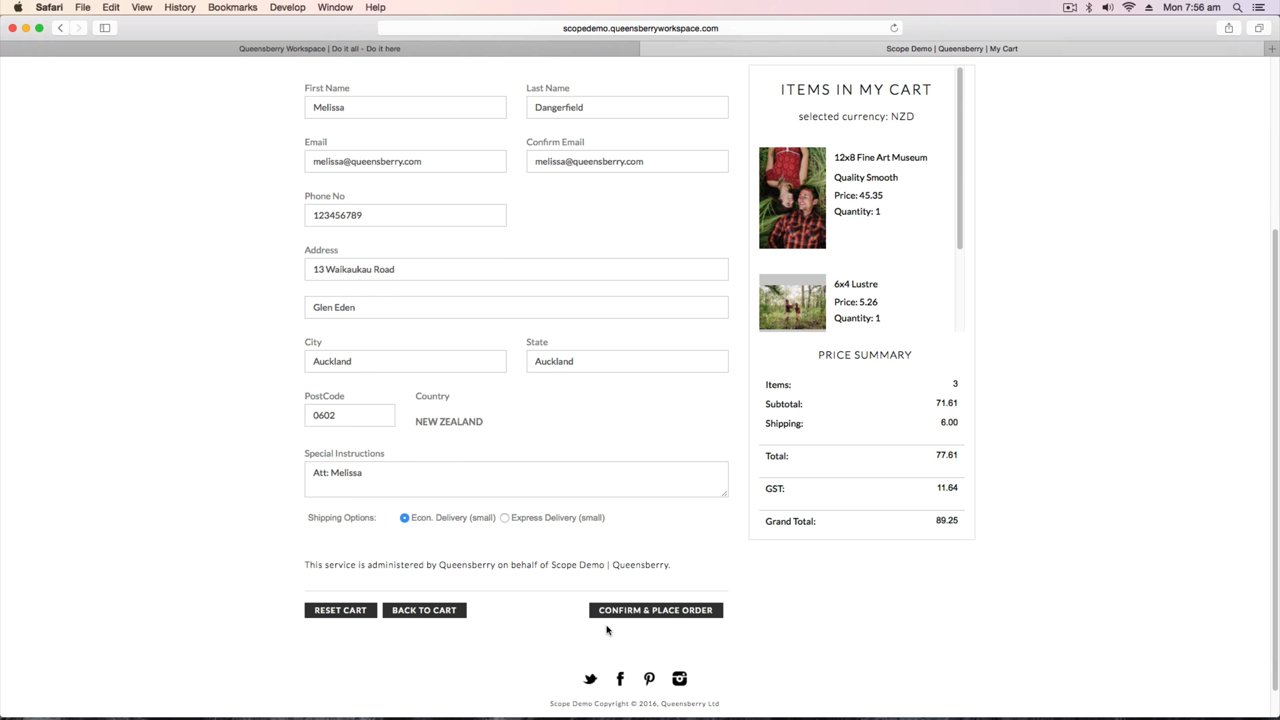 Safari File Edit View History Bookmarks Develop Window Help Mon 7:56 am
scopedemo.queensberryworkspace.com
Queensberry Workspace | Do it all - Do it here
Scope Demo | Queensberry | My Cart
First Name Last Name
Melissa Dangerfield
Email Confirm Email
melissa@queensberry.com melissa@queensberry.com
Phone No
123456789
Address
13 Waikaukau Road
Glen Eden
City State
Auckland Auckland
PostCode Country
0602 NEW ZEALAND
Special Instructions
Att: Melissa
Shipping Options: Econ. Delivery (small) Express Delivery (small)
This service is administered by Queensberry on behalf of Scope Demo | Queensberry.
RESET CART BACK TO CART CONFIRM & PLACE ORDER
ITEMS IN MY CART
selected currency: NZD
12x8 Fine Art Museum
Quality Smooth
Price: 45.35
Quantity: 1
6x4 Lustre
Price: 5.26
Quantity: 1
PRICE SUMMARY
Items: 3
Subtotal: 71.61
Shipping: 6.00
Total: 77.61
GST: 11.64
Grand Total: 89.25
Scope Demo Copyright © 2016, Queensberry Ltd